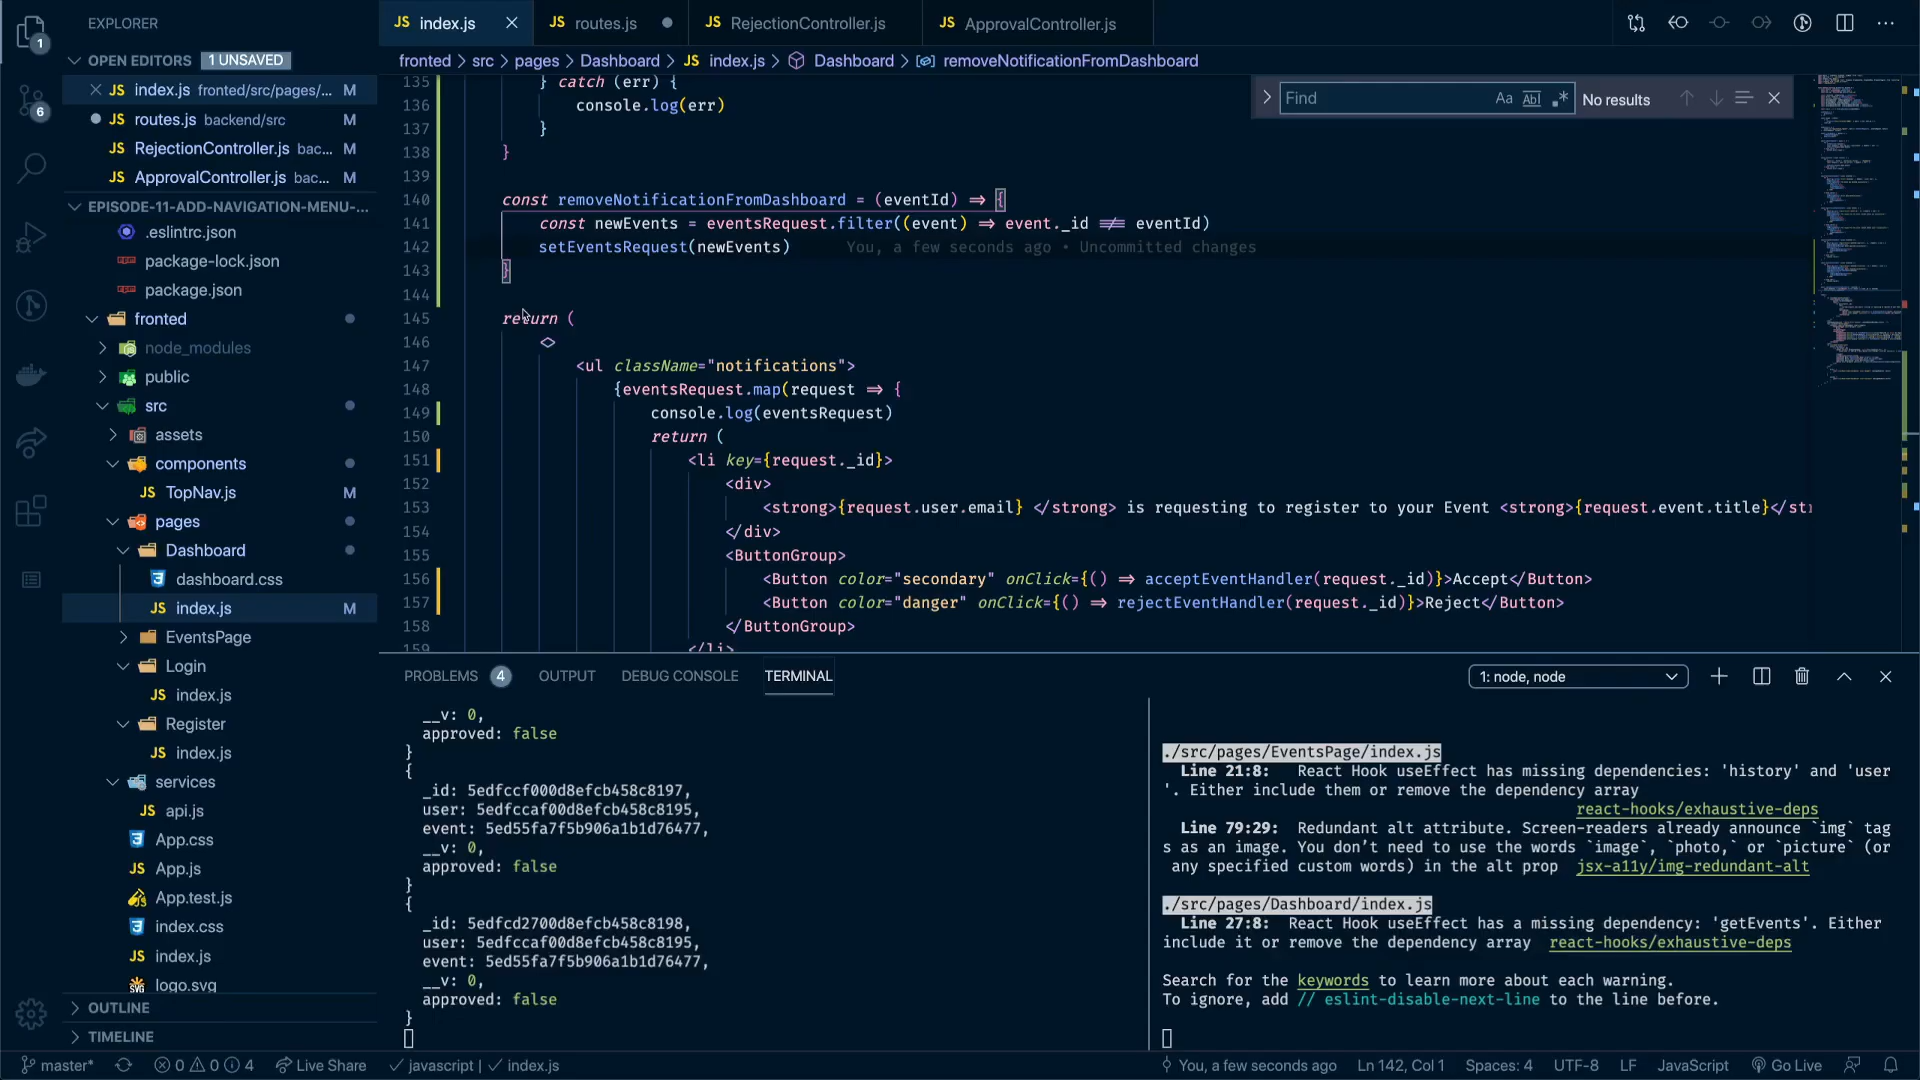 EXPLORER
OPEN EDITORS 1 UNSAVED
JS index.js fronted/src/pages/... M
JS routes.js backend/src M
JS RejectionController.js bac... M
JS ApprovalController.js bac... M
EPISODE-11-ADD-NAVIGATION-MENU-...
.eslintrc.json
package-lock.json
package.json
fronted
node_modules
public
src
assets
components
JS TopNav.js M
pages
Dashboard
dashboard.css
JS index.js M
EventsPage
Login
JS index.js
Register
JS index.js
services
JS api.js
App.css
JS App.js
App.test.js
index.css
JS index.js
logo.svg
OUTLINE
TIMELINE
1
6
JS index.js
JS routes.js
JS RejectionController.js
JS ApprovalController.js
fronted > src > pages > Dashboard > JS index.js > Dashboard > removeNotificationFromDashboard
Find Aa Abl .* No results
135 } catch (err) {
136 console.log(err)
137 }
138 }
139
140 const removeNotificationFromDashboard = (eventId) => {
141 const newEvents = eventsRequest.filter((event) => event._id !== eventId)
142 setEventsRequest(newEvents) You, a few seconds ago • Uncommitted changes
143 }
144
145 return (
146 <>
147 <ul className="notifications">
148 {eventsRequest.map(request => {
149 console.log(eventsRequest)
150 return (
151 <li key={request._id}>
152 <div>
153 <strong>{request.user.email} </strong> is requesting to register to your Event <strong>{request.event.title}</str
154 </div>
155 <ButtonGroup>
156 <Button color="secondary" onClick={() => acceptEventHandler(request._id)}>Accept</Button>
157 <Button color="danger" onClick={() => rejectEventHandler(request._id)}>Reject</Button>
158 </ButtonGroup>
159 </li>
PROBLEMS 4 OUTPUT DEBUG CONSOLE TERMINAL
1: node, node
__v: 0,
approved: false
}
{
_id: 5edfccf000d8efcb458c8197,
user: 5edfccaf00d8efcb458c8195,
event: 5ed55fa7f5b906a1b1d76477,
__v: 0,
approved: false
}
{
_id: 5edfcd2700d8efcb458c8198,
user: 5edfccaf00d8efcb458c8195,
event: 5ed55fa7f5b906a1b1d76477,
__v: 0,
approved: false
}
./src/pages/EventsPage/index.js
Line 21:8: React Hook useEffect has missing dependencies: 'history' and 'user
'. Either include them or remove the dependency array
react-hooks/exhaustive-deps
Line 79:29: Redundant alt attribute. Screen-readers already announce `img` tag
s as an image. You don’t need to use the words `image`, `photo,` or `picture` (or
any specified custom words) in the alt prop jsx-a11y/img-redundant-alt
./src/pages/Dashboard/index.js
Line 27:8: React Hook useEffect has a missing dependency: 'getEvents'. Either
include it or remove the dependency array react-hooks/exhaustive-deps
Search for the keywords to learn more about each warning.
To ignore, add // eslint-disable-next-line to the line before.
master* 0 0 4 Live Share javascript | index.js You, a few seconds ago Ln 142, Col 1 Spaces: 4 UTF-8 LF JavaScript Go Live